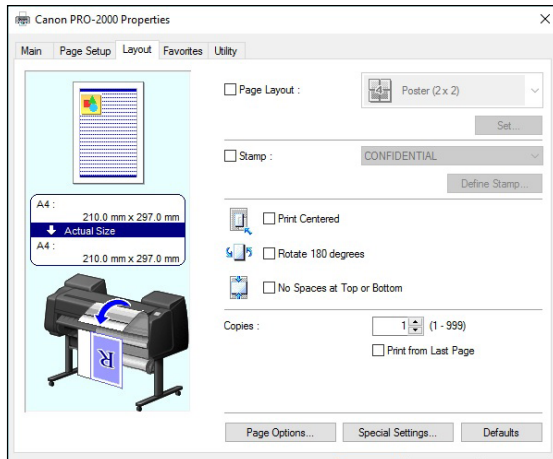 Canon PRO-2000 Properties
Main Page Setup Layout Favorites Utility
Page Layout : Poster (2 x 2)
Set...
Stamp : CONFIDENTIAL
Define Stamp...
A4 :
210.0 mm x 297.0 mm
Actual Size
A4 :
210.0 mm x 297.0 mm
Print Centered
Rotate 180 degrees
No Spaces at Top or Bottom
Copies : 1 (1 - 999)
Print from Last Page
R
Page Options... Special Settings... Defaults